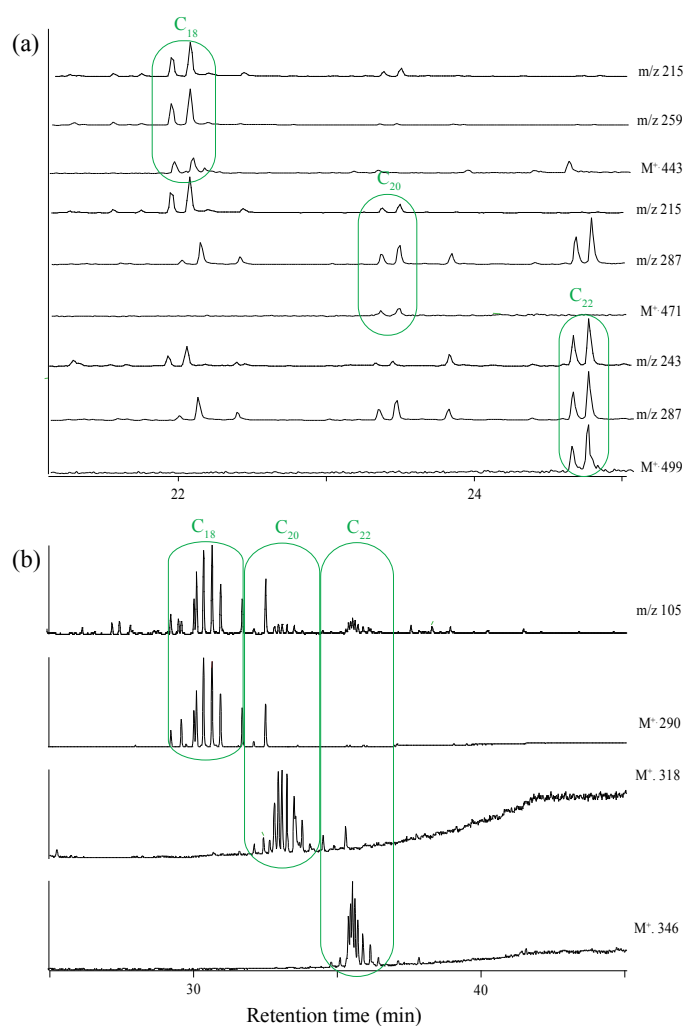 (a)
C₁₈
m/z 215
m/z 259
M⁺· 443
C₂₀
m/z 215
m/z 287
C₂₂
M⁺· 471
m/z 243
m/z 287
M⁺· 499
22
24
(b)
C₁₈
C₂₀
C₂₂
m/z 105
M⁺· 290
M⁺. 318
M⁺. 346
30
40
Retention time (min)